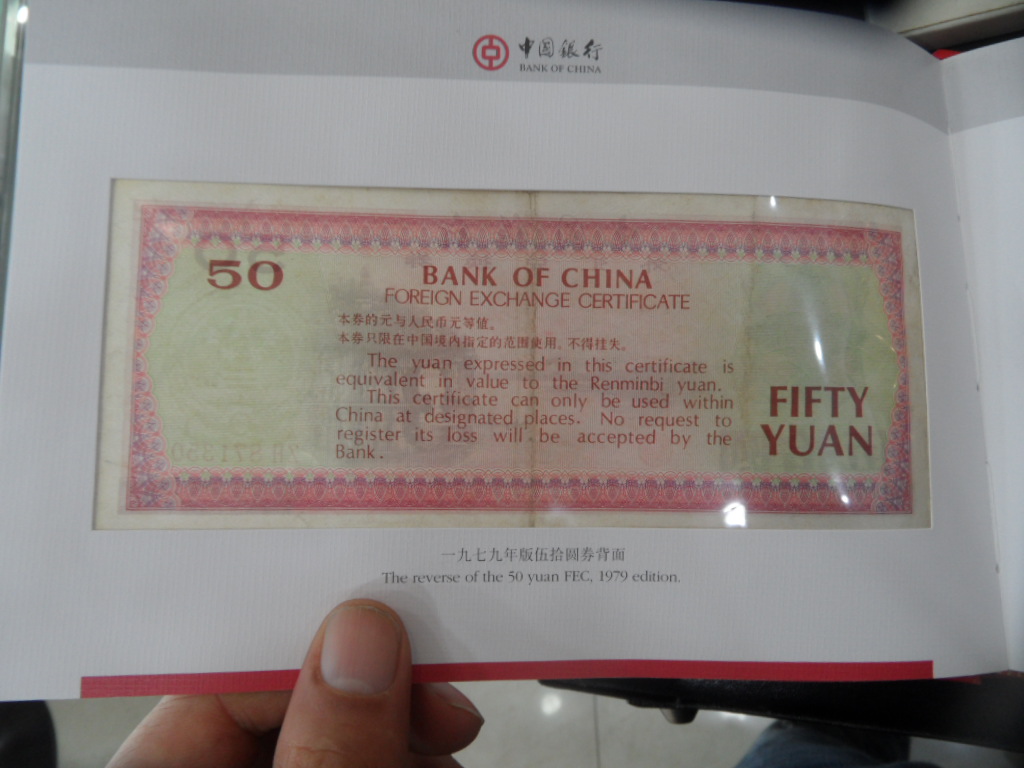 中国银行
BANK OF CHINA
50
BANK OF CHINA
FOREIGN EXCHANGE CERTIFICATE
本券的元与人民币元等值。
本券只限在中国境内指定的范围使用,不得挂失。
The yuan expressed in this certificate is
equivalent in value to the Renminbi yuan.
This certificate can only be used within
China at designated places. No request to
register its loss will be accepted by the
Bank.
FIFTY
YUAN
一九七九年版伍拾圆券背面
The reverse of the 50 yuan FEC, 1979 edition.